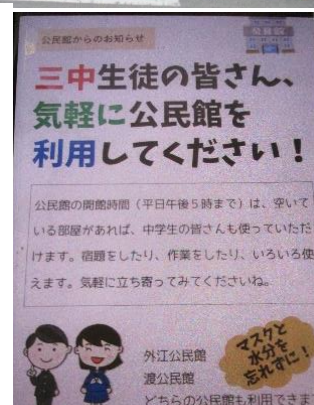 公民館からのお知らせ
公民館
三中生徒の皆さん、
気軽に公民館を
利用してください！
公民館の開館時間（平日午後5時まで）は、空いて
いる部屋があれば、中学生の皆さんも使っていただ
けます。宿題をしたり、作業をしたり、いろいろ使
えます。気軽に立ち寄ってみてくださいね。
マスクと
水分を
忘れずに！
外江公民館
渡公民館
どちらの公民館も利用できま